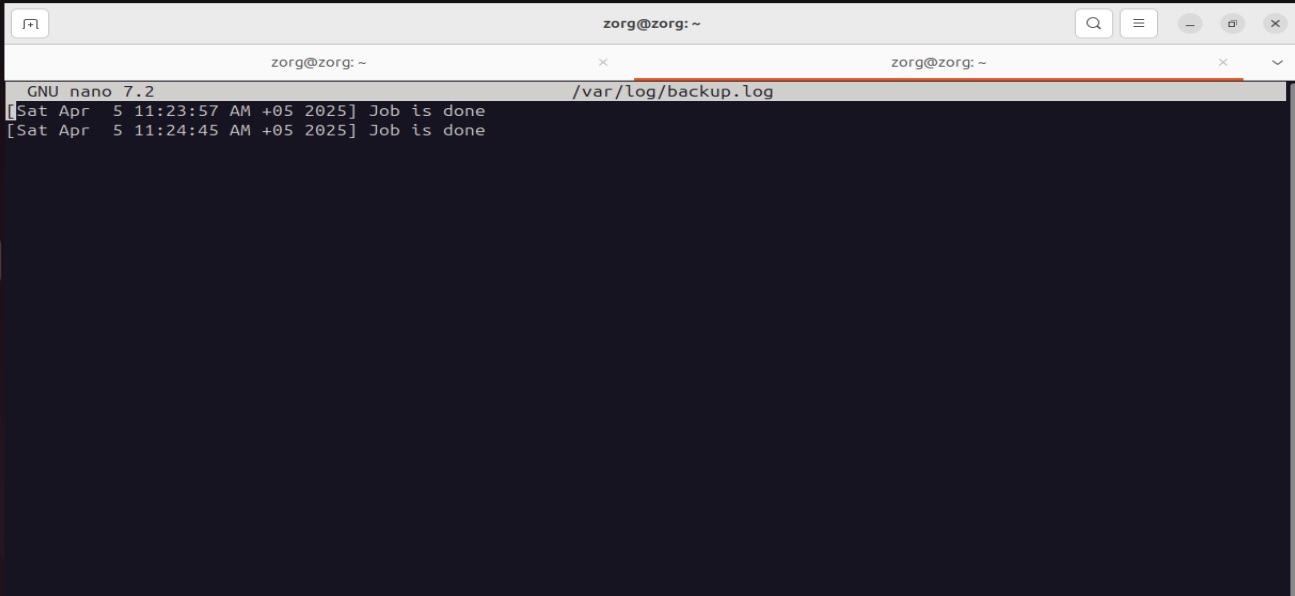 zorg@zorg: ~
zorg@zorg: ~
zorg@zorg: ~
GNU nano 7.2 /var/log/backup.log
[Sat Apr  5 11:23:57 AM +05 2025] Job is done
[Sat Apr  5 11:24:45 AM +05 2025] Job is done